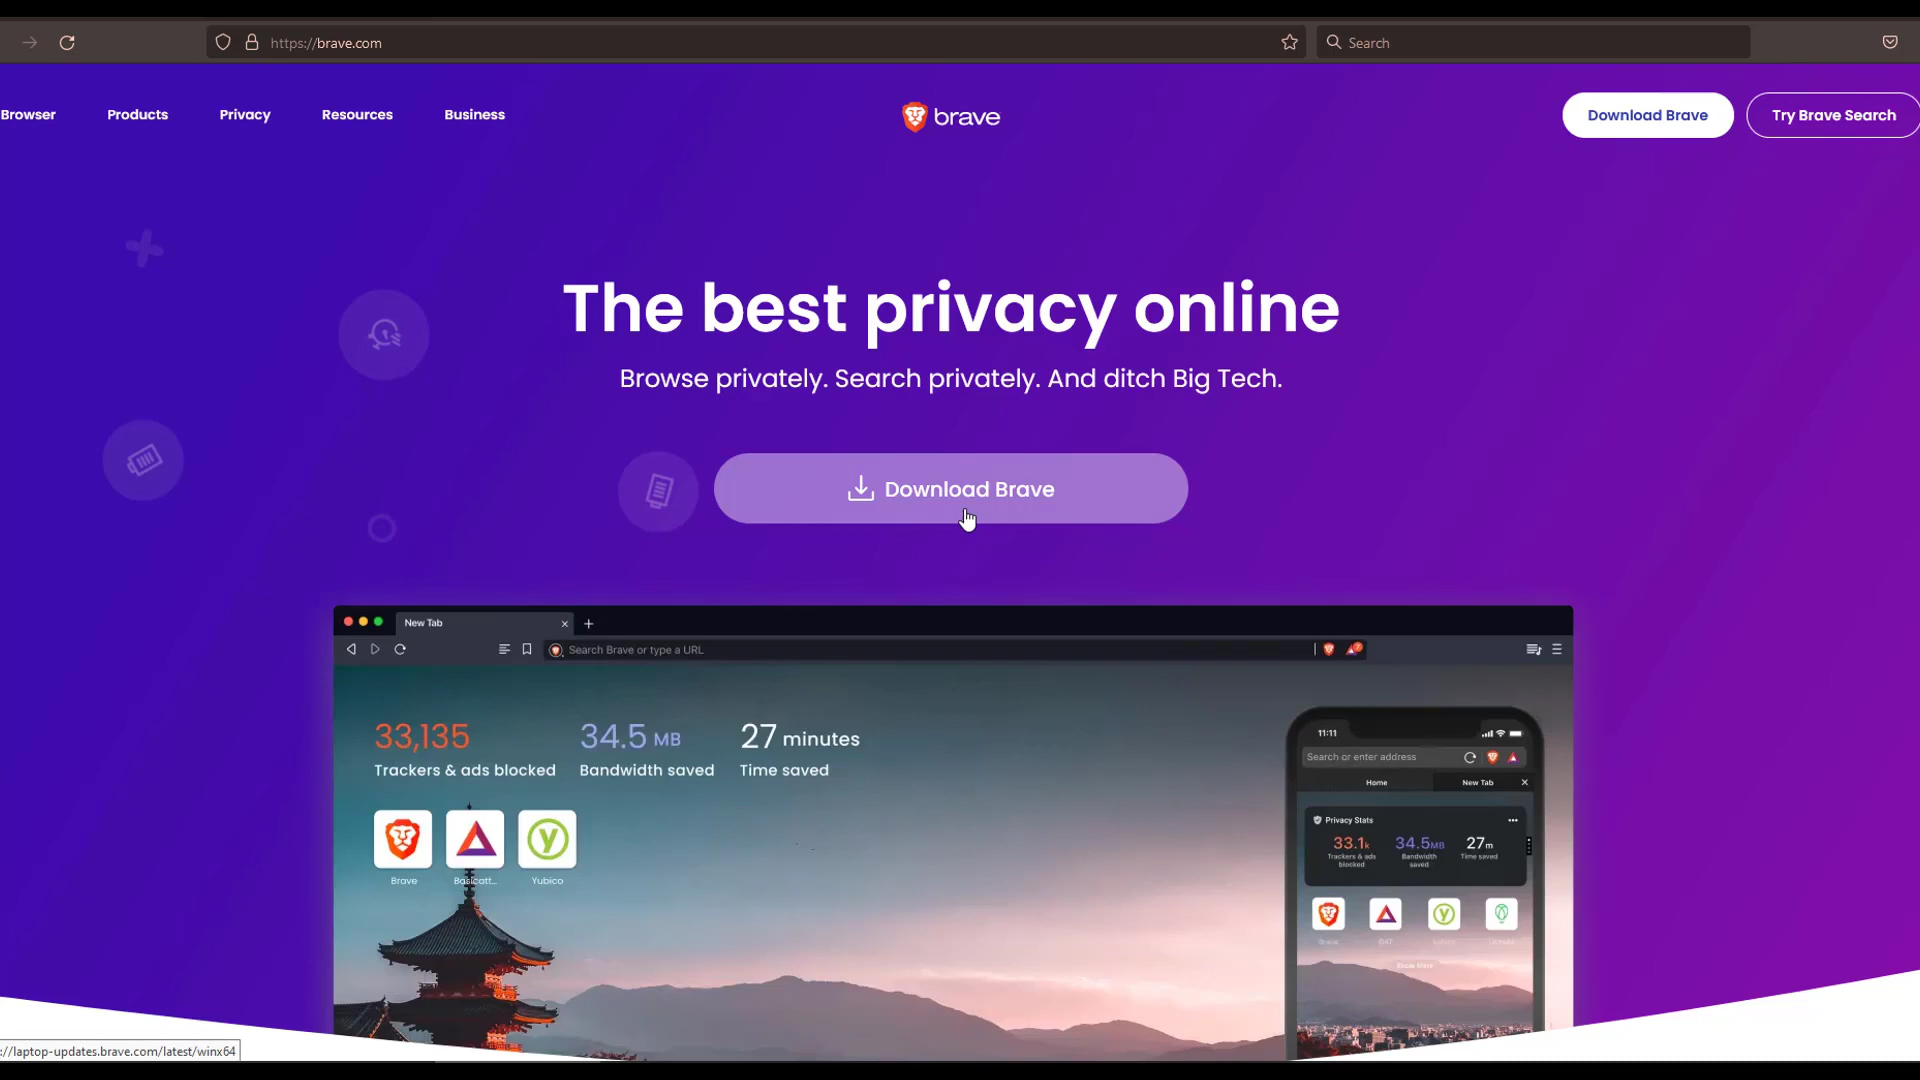 https://brave.com
Search
Browser
Products
Privacy
Resources
Business
brave
Download Brave
Try Brave Search
The best privacy online
Browse privately. Search privately. And ditch Big Tech.
Download Brave
New Tab
Search Brave or type a URL
33,135
Trackers & ads blocked
34.5 MB
Bandwidth saved
27 minutes
Time saved
Brave
Basicatt...
Yubico
11:11
Search or enter address
Home
New Tab
Privacy Stats
33.1k
Trackers & ads
blocked
34.5MB
Bandwidth
saved
27m
Time saved
Brave
BAT
://laptop-updates.brave.com/latest/winx64